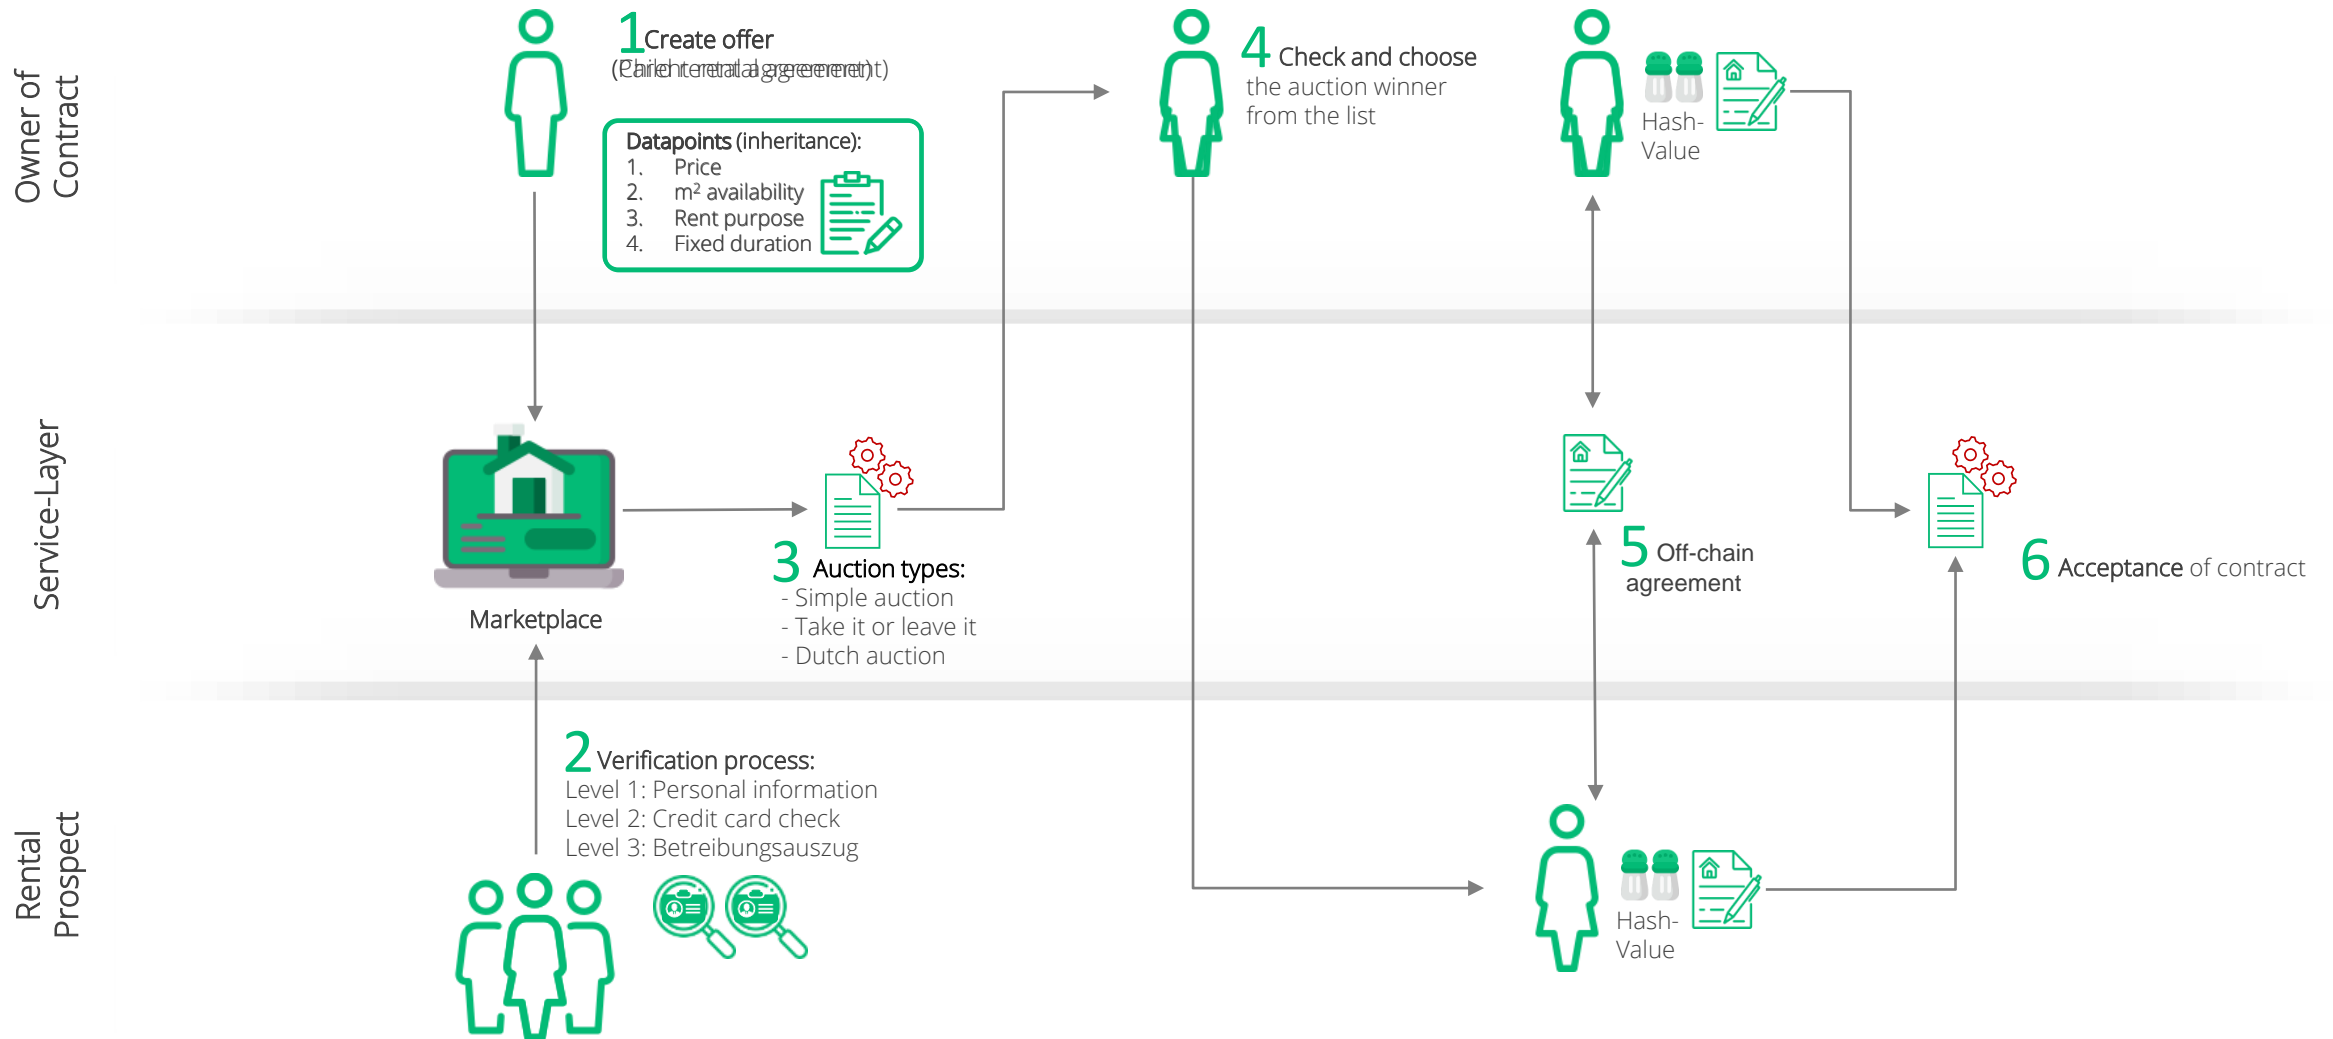 Owner of
Contract
1 Create offer
Datapoints (inheritance):
1. Price
2. m² availability
3. Rent purpose
4. Fixed duration
4 Check and choose
the auction winner
from the list
Hash-
Value
Service-Layer
Marketplace
3 Auction types:
- Simple auction
- Take it or leave it
- Dutch auction
5 Off-chain
agreement
6 Acceptance of contract
Rental
Prospect
2 Verification process:
Level 1: Personal information
Level 2: Credit card check
Level 3: Betreibungsauszug
Hash-
Value